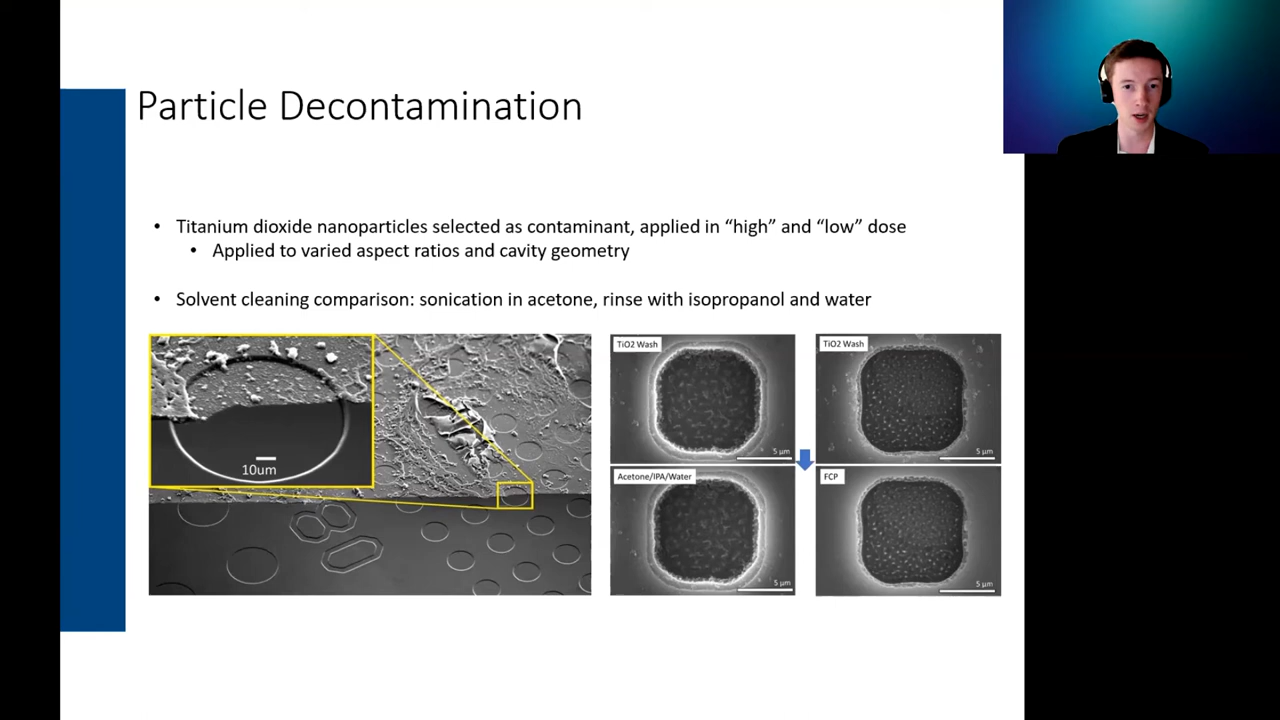 Particle Decontamination
• Titanium dioxide nanoparticles selected as contaminant, applied in “high” and “low” dose
• Applied to varied aspect ratios and cavity geometry
• Solvent cleaning comparison: sonication in acetone, rinse with isopropanol and water
10um
TiO2 Wash
5 µm
TiO2 Wash
5 µm
Acetone/IPA/Water
5 µm
FCP
5 µm